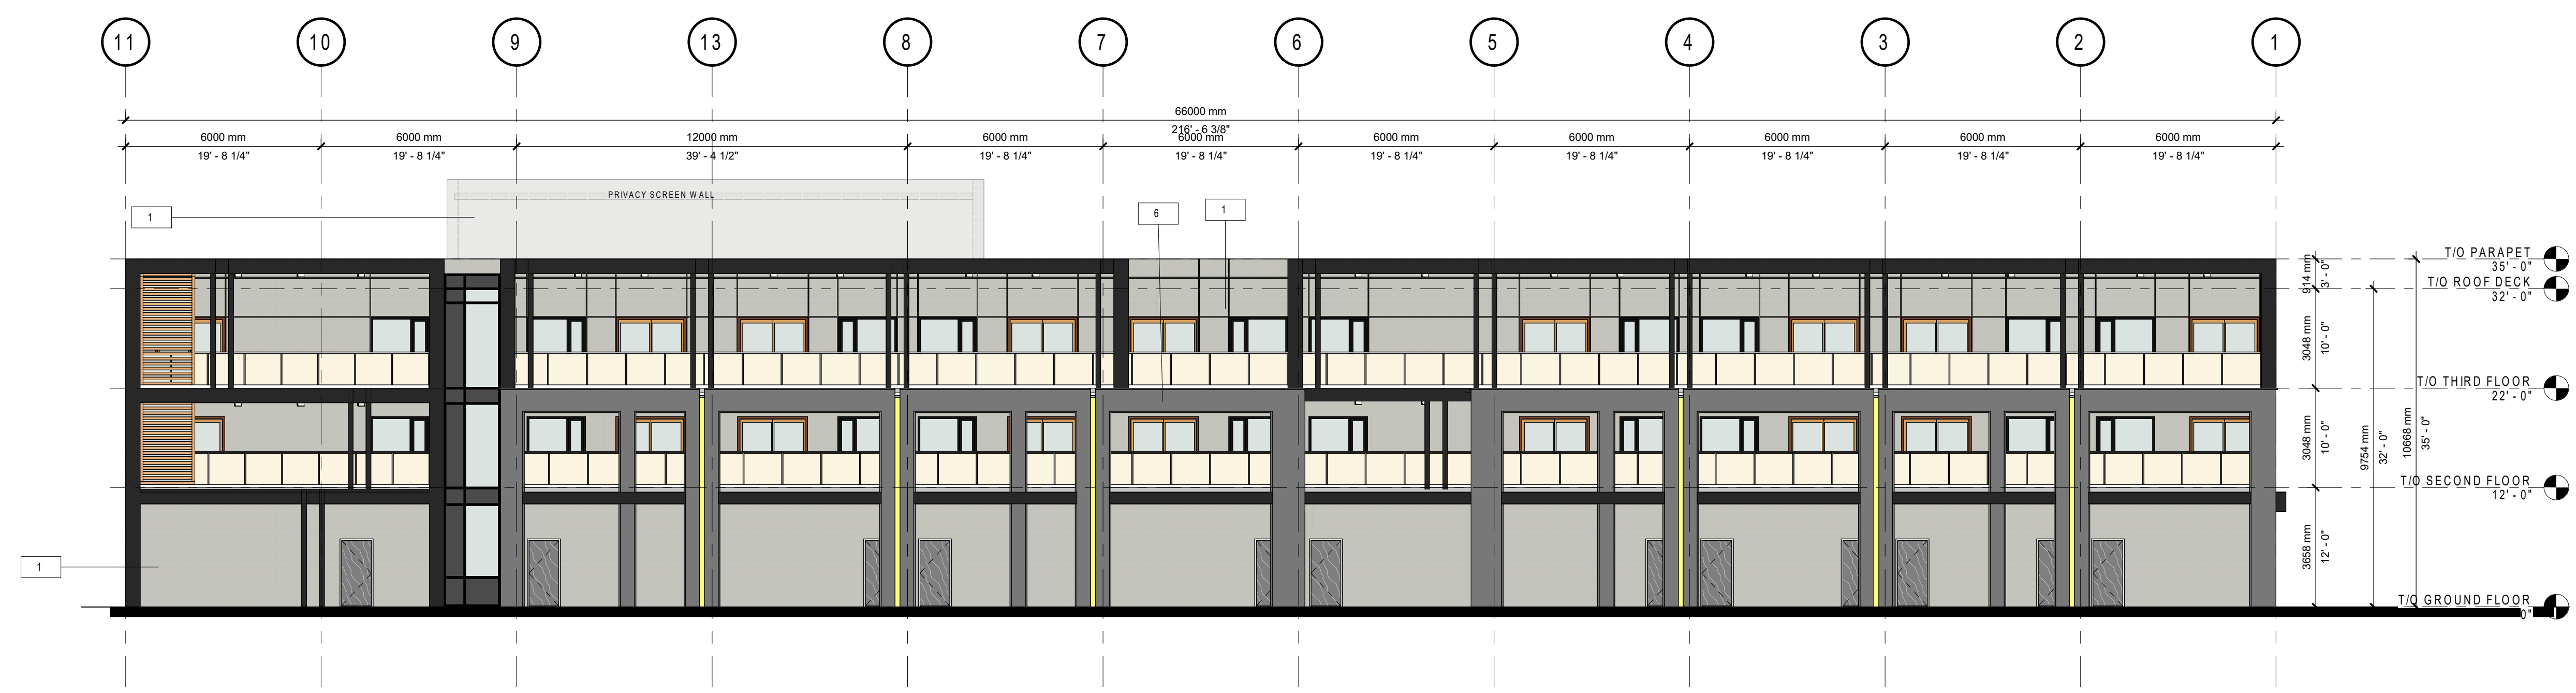 11 10 9 13 8 7 6 5 4 3 2 1
66000 mm
216' - 6 3/8"
6000 mm 6000 mm 12000 mm 6000 mm 6000 mm 6000 mm 6000 mm 6000 mm 6000 mm 6000 mm
19' - 8 1/4" 19' - 8 1/4" 39' - 4 1/2" 19' - 8 1/4" 19' - 8 1/4" 19' - 8 1/4" 19' - 8 1/4" 19' - 8 1/4" 19' - 8 1/4" 19' - 8 1/4"
PRIVACY SCREEN WALL
1
6
1
1
T/O PARAPET
35' - 0"
T/O ROOF DECK
32' - 0"
T/O THIRD FLOOR
22' - 0"
T/O SECOND FLOOR
12' - 0"
T/O GROUND FLOOR
0"
914 mm
3' - 0"
3048 mm
10' - 0"
3048 mm
10' - 0"
3658 mm
12' - 0"
9754 mm
32' - 0"
10668 mm
35' - 0"